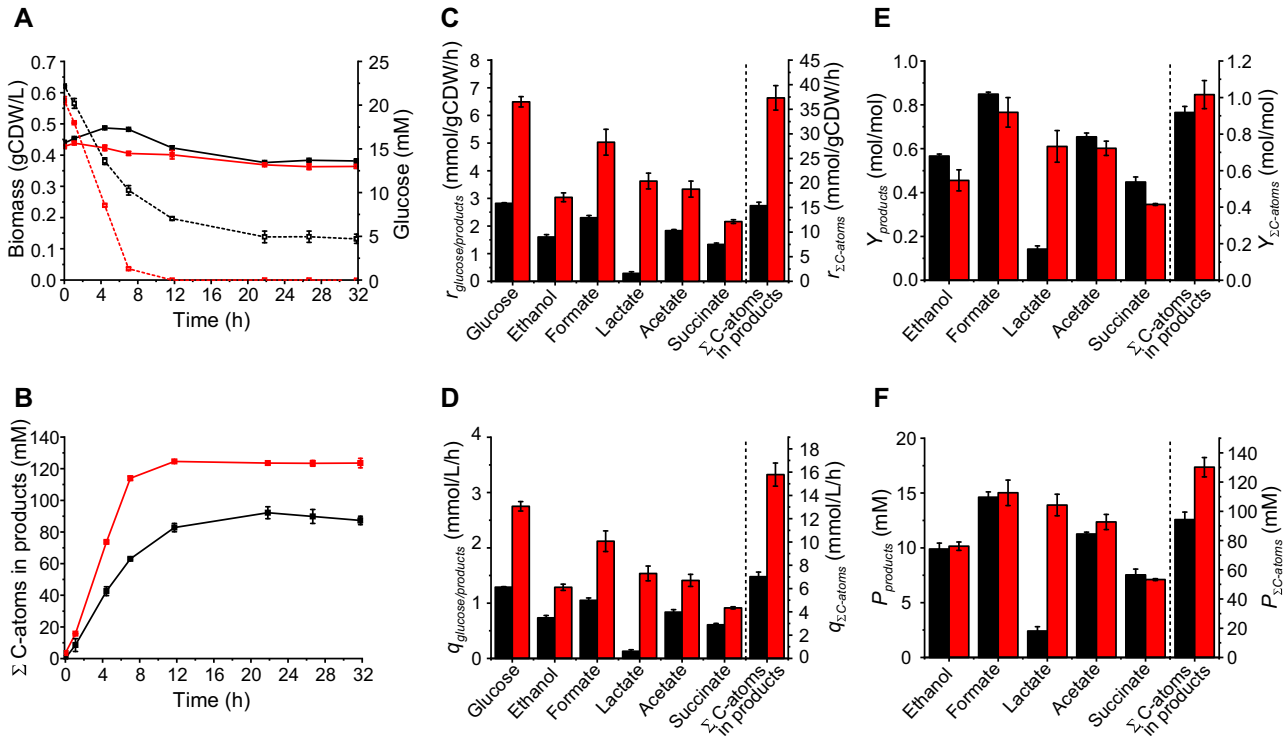 A
0.7
0.6
0.5
0.4
0.3
0.2
0.1
0.0
Biomass (gCDW/L)
25
20
15
10
5
0
Glucose (mM)
0 4 8 12 16 20 24 28 32
Time (h)
B
140
120
100
80
60
40
20
0
Σ C-atoms in products (mM)
0 4 8 12 16 20 24 28 32
Time (h)
C
8
7
6
5
4
3
2
1
0
r glucose/products (mmol/gCDW/h)
45
40
35
30
25
20
15
10
5
0
r ΣC-atoms (mmol/gCDW/h)
Glucose
Ethanol
Formate
Lactate
Acetate
Succinate
Σ C-atoms
in products
D
4
3
2
1
0
q glucose/products (mmol/L/h)
18
16
14
12
10
8
6
4
2
0
q ΣC-atoms (mmol/L/h)
Glucose
Ethanol
Formate
Lactate
Acetate
Succinate
Σ C-atoms
in products
E
1.0
0.8
0.6
0.4
0.2
0.0
Y products (mol/mol)
1.2
1.0
0.8
0.6
0.4
0.2
0.0
Y ΣC-atoms (mol/mol)
Ethanol
Formate
Lactate
Acetate
Succinate
Σ C-atoms
in products
F
20
15
10
5
0
P products (mM)
140
120
100
80
60
40
20
0
P ΣC-atoms (mM)
Ethanol
Formate
Lactate
Acetate
Succinate
Σ C-atoms
in products